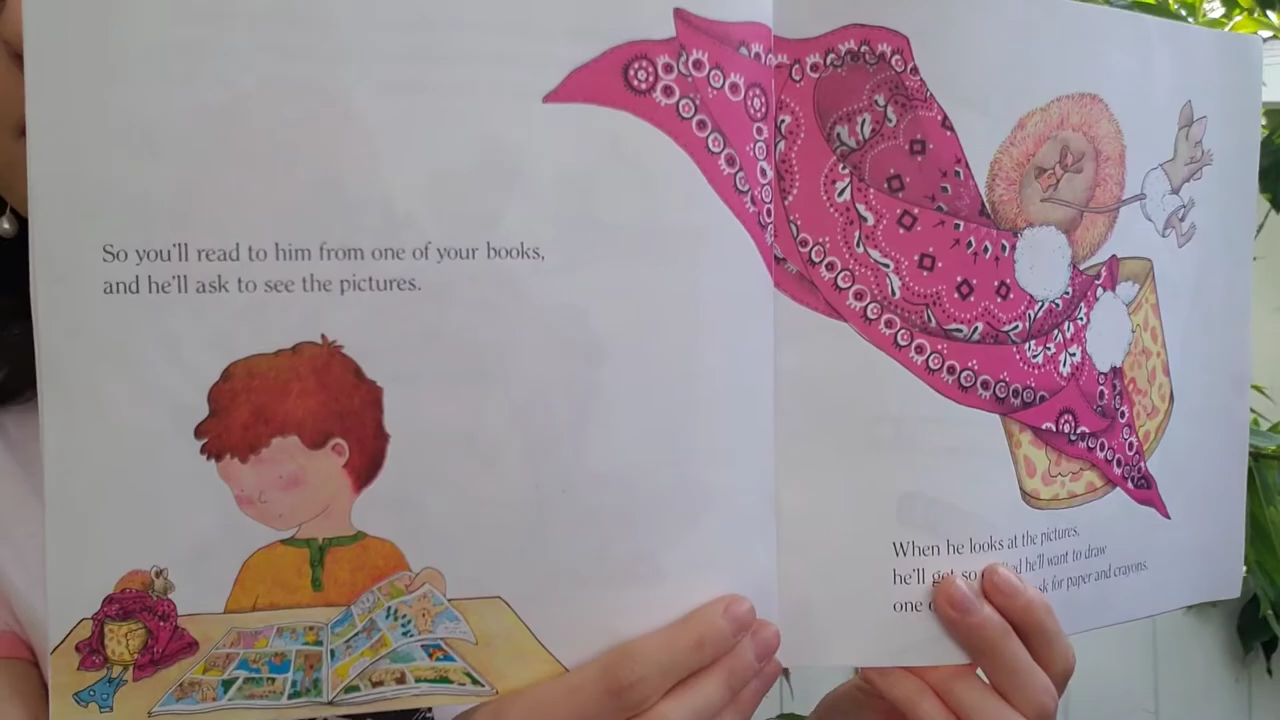 So you'll read to him from one of your books,
and he'll ask to see the pictures.
When he looks at the pictures,
he'll get so he'll want to draw
one ask for paper and crayons.